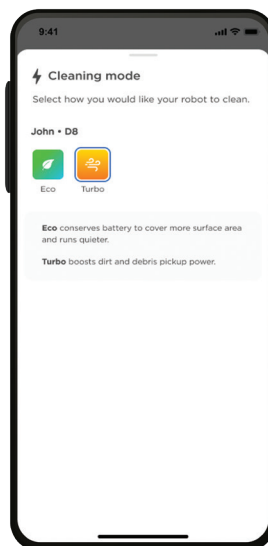 9:41
Cleaning mode
Select how you would like your robot to clean.
John • D8
Eco Turbo
Eco conserves battery to cover more surface area
and runs quieter.
Turbo boosts dirt and debris pickup power.